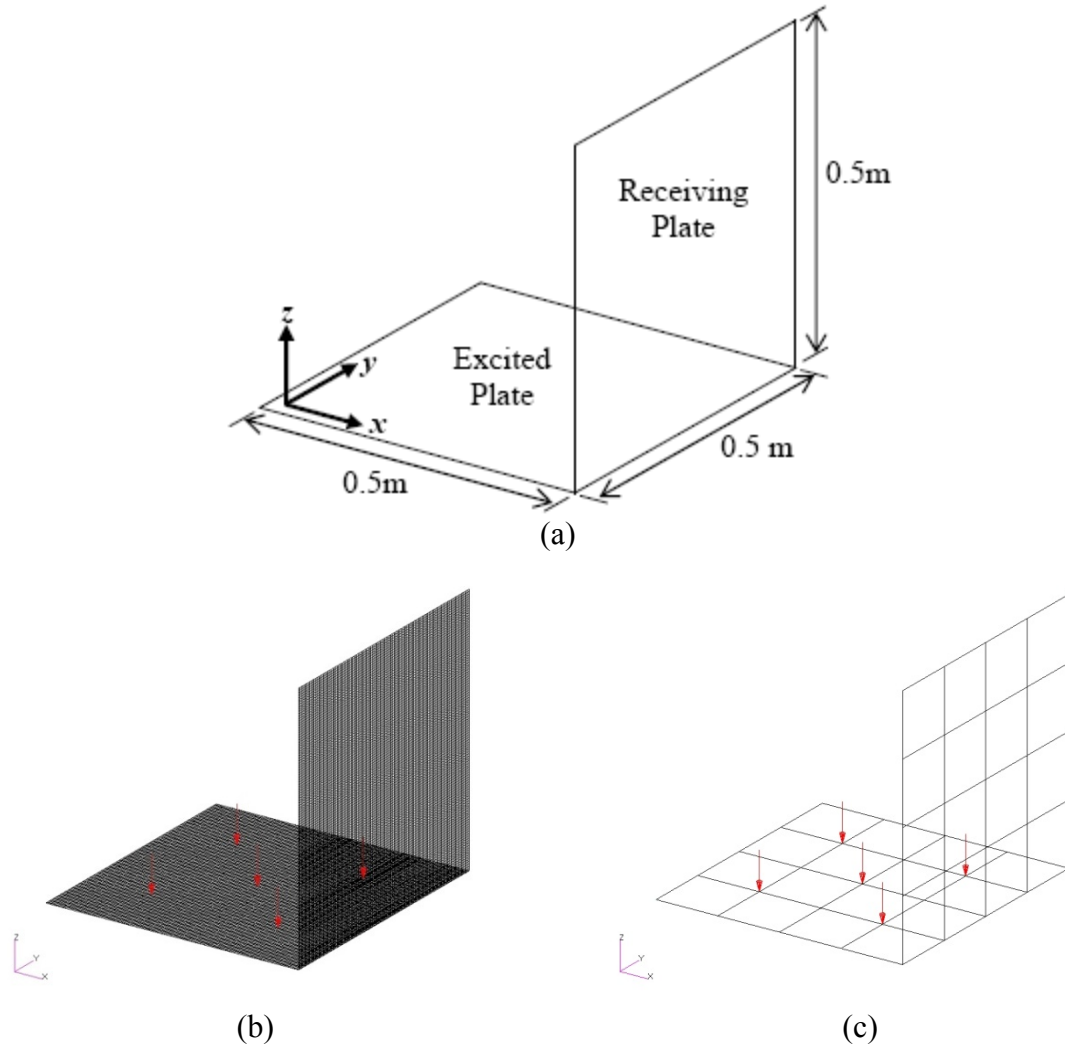 Receiving
Plate
0.5m
z
y
x
Excited
Plate
0.5m
0.5 m
(a)
Z
Y
X
Z
Y
X
(b)
(c)